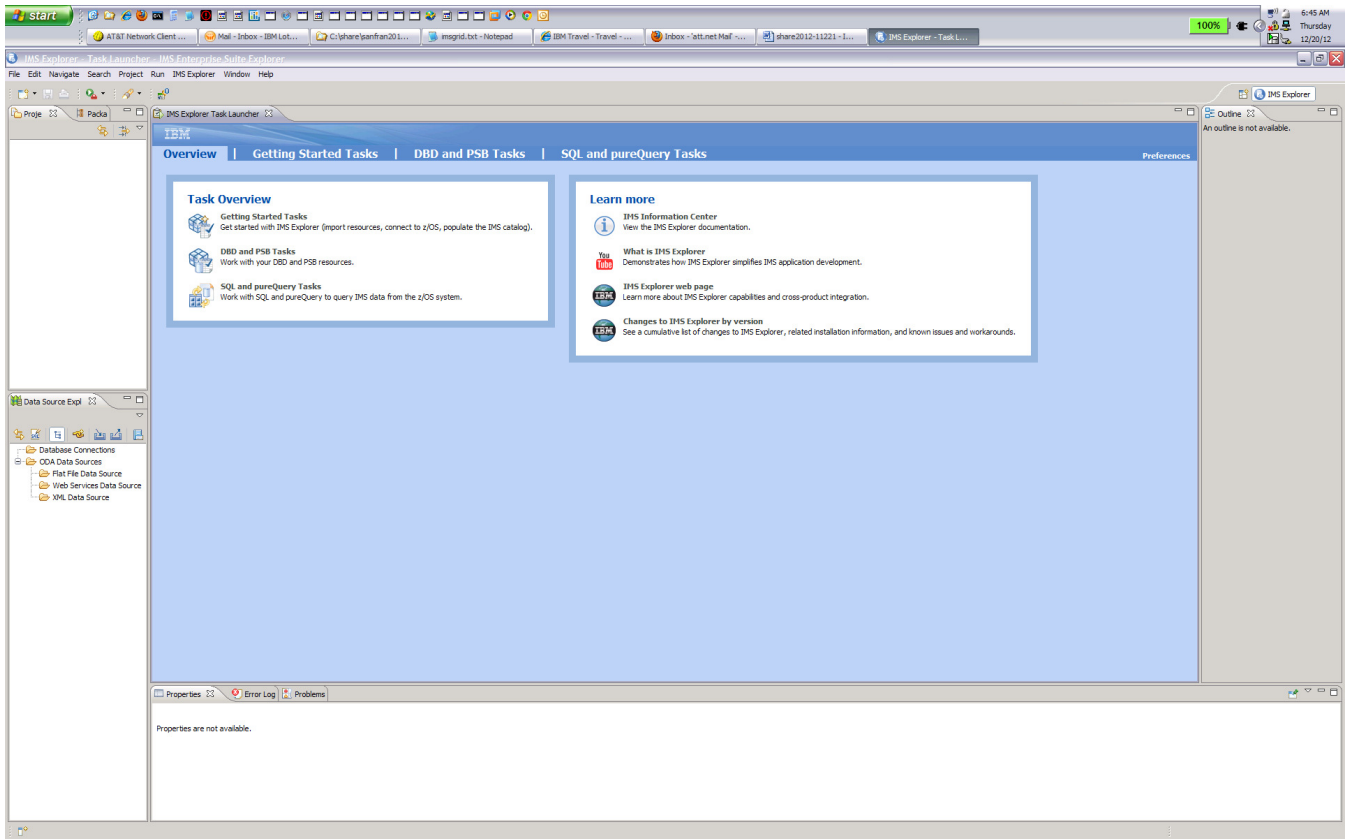 start
6:45 AM
100%
Thursday
AT&T Network Client ...
Mail - Inbox - IBM Lot...
C:\share\sanfran201...
imsgrid.txt - Notepad
IBM Travel - Travel - ...
Inbox - 'att.net Mail' -...
share2012-11221 - I...
IMS Explorer - Task L...
12/20/12
IMS Explorer - Task Launcher - IMS Enterprise Suite Explorer
File Edit Navigate Search Project Run IMS Explorer Window Help
IMS Explorer
Proje
Packa
IMS Explorer Task Launcher
Outline
An outline is not available.
IBM
Overview | Getting Started Tasks | DBD and PSB Tasks | SQL and pureQuery Tasks
Preferences
Task Overview
Getting Started Tasks
Get started with IMS Explorer (import resources, connect to z/OS, populate the IMS catalog).
DBD and PSB Tasks
Work with your DBD and PSB resources.
SQL and pureQuery Tasks
Work with SQL and pureQuery to query IMS data from the z/OS system.
Learn more
IMS Information Center
View the IMS Explorer documentation.
You
Tube
What is IMS Explorer
Demonstrates how IMS Explorer simplifies IMS application development.
IBM
IMS Explorer web page
Learn more about IMS Explorer capabilities and cross-product integration.
IBM
Changes to IMS Explorer by version
See a cumulative list of changes to IMS Explorer, related installation information, and known issues and workarounds.
Data Source Expl
Database Connections
ODA Data Sources
Flat File Data Source
Web Services Data Source
XML Data Source
Properties
Error Log
Problems
Properties are not available.